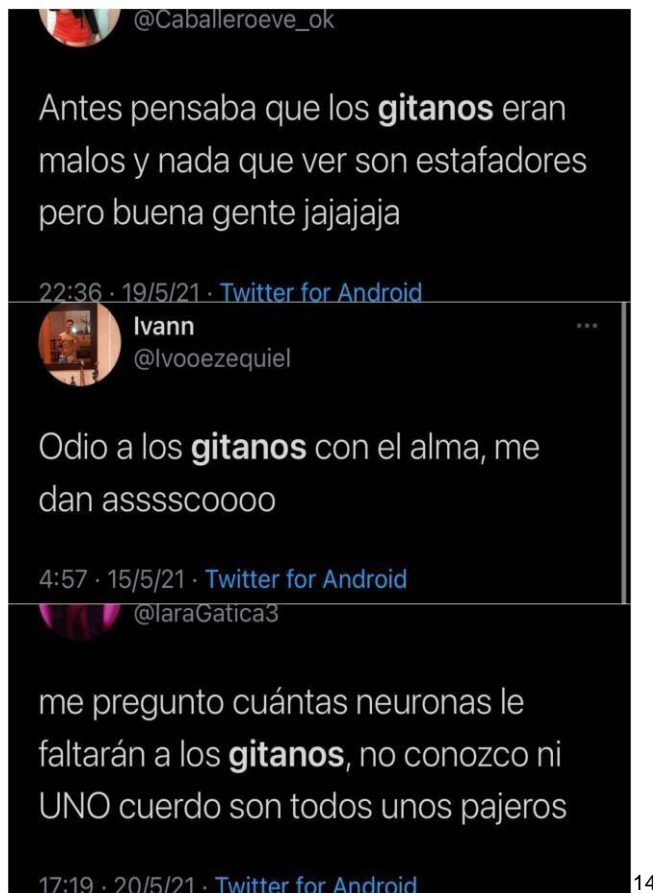 @Caballeroeve_ok
Antes pensaba que los gitanos eran
malos y nada que ver son estafadores
pero buena gente jajajaja
22:36 · 19/5/21 · Twitter for Android
Ivann
@Ivooezequiel
Odio a los gitanos con el alma, me
dan asssscoooo
4:57 · 15/5/21 · Twitter for Android
@IaraGatica3
me pregunto cuántas neuronas le
faltarán a los gitanos, no conozco ni
UNO cuerdo son todos unos pajeros
17:19 · 20/5/21 · Twitter for Android
14